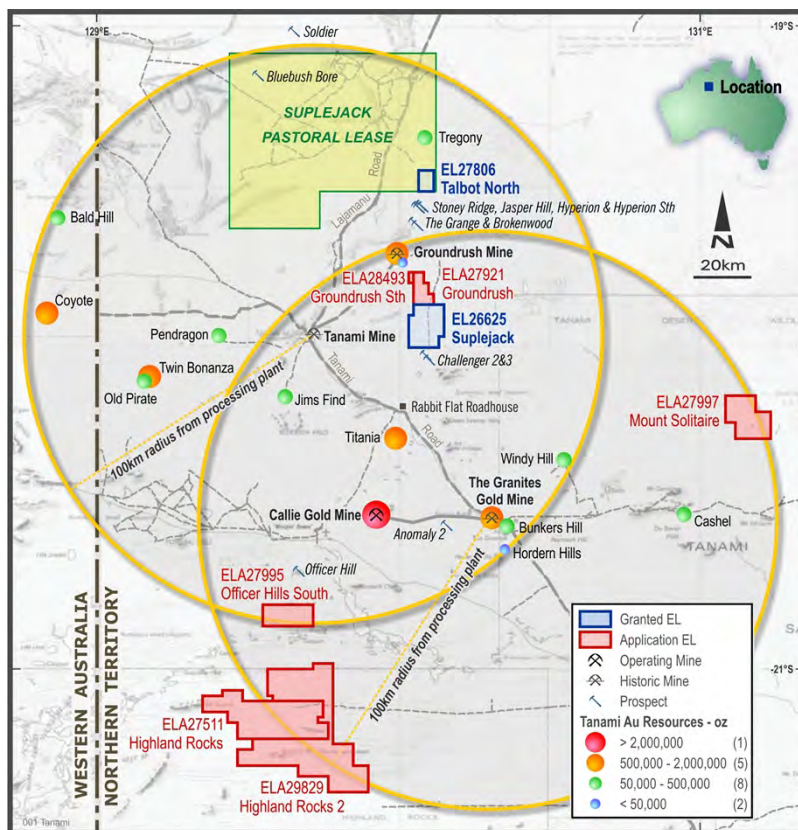 129°E
131°E
-19°S
Soldier
Bluebush Bore
SUPLEJACK
PASTORAL LEASE
Location
Tregony
Road
Lajamanu
EL27806
Talbot North
Stoney Ridge, Jasper Hill, Hyperion & Hyperion Sth
The Grange & Brokenwood
Bald Hill
N
20km
Groundrush Mine
ELA28493
Groundrush Sth
ELA27921
Groundrush
Coyote
EL26625
Suplejack
TANAMI
DESERT
Pendragon
Tanami Mine
Challenger 2&3
Twin Bonanza
Old Pirate
Tanami
Jims Find
Rabbit Flat Roadhouse
ELA27997
Mount Solitaire
100km radius from processing plant
Titania
Road
Windy Hill
The Granites
Gold Mine
Callie Gold Mine
Cashel
Anomaly 2
Bunkers Hill
TANAMI
Hordern Hills
Officer Hill
ELA27995
Officer Hills South
100km radius from processing plant
WESTERN AUSTRALIA
NORTHERN TERRITORY
-21°S
ELA27511
Highland Rocks
ELA29829
Highland Rocks 2
HIGHLAND ROCKS
Granted EL
Application EL
Operating Mine
Historic Mine
Prospect
Tanami Au Resources - oz
> 2,000,000 (1)
500,000 - 2,000,000 (5)
50,000 - 500,000 (8)
< 50,000 (2)
001 Tanami